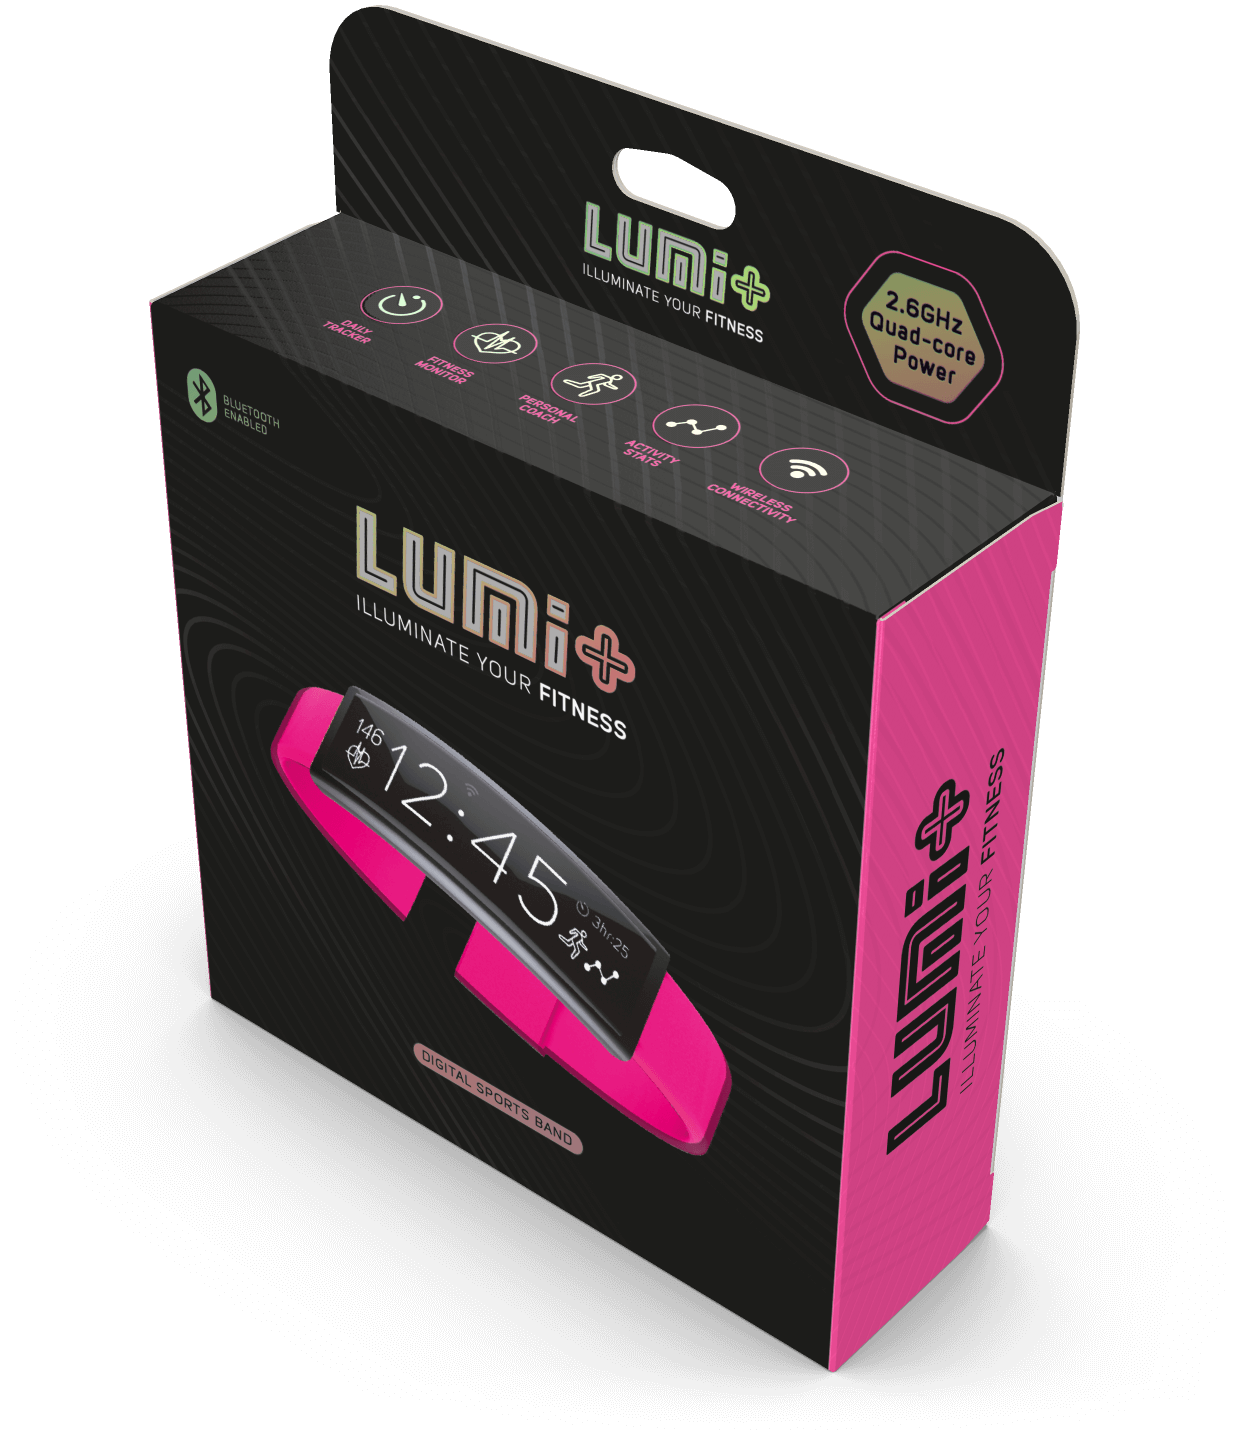 LUMi+
ILLUMINATE YOUR FITNESS
2.6GHz
Quad-core
Power
DAILY
TRACKER
FITNESS
MONITOR
PERSONAL
COACH
ACTIVITY
STATS
WIRELESS
CONNECTIVITY
BLUETOOTH
ENABLED
LUMi+
ILLUMINATE YOUR FITNESS
146
12:45
3hr:25
DIGITAL SPORTS BAND
LUMi+
ILLUMINATE YOUR FITNESS